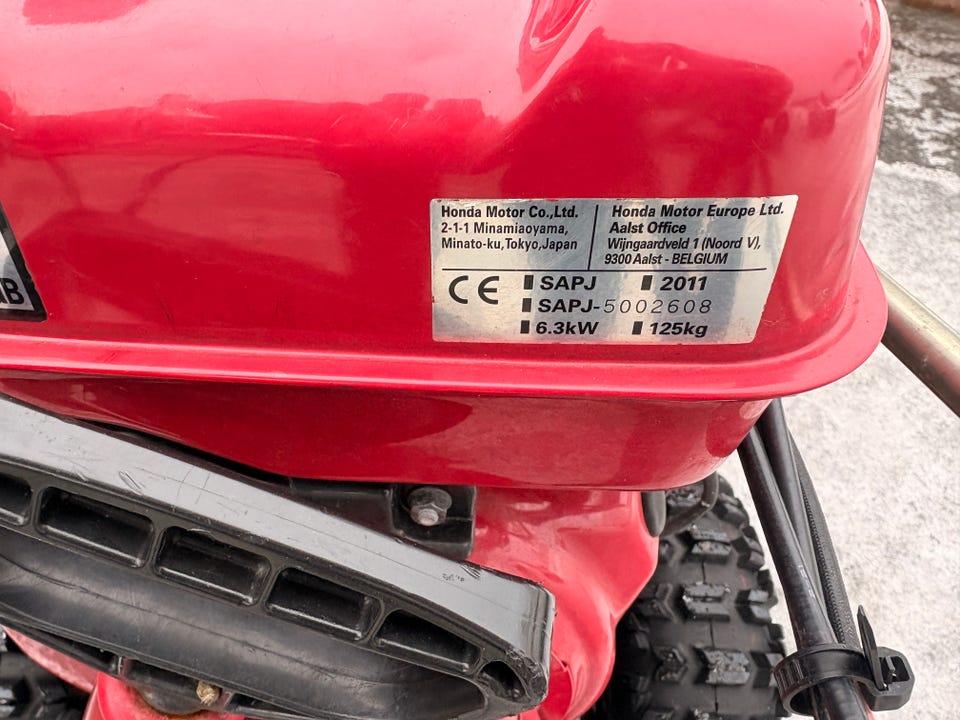 Honda Motor Co.,Ltd.
2-1-1 Minamiaoyama,
Minato-ku,Tokyo,Japan
Honda Motor Europe Ltd.
Aalst Office
Wijngaardveld 1 (Noord V),
9300 Aalst - BELGIUM
CE
SAPJ 2011
SAPJ-5002608
6.3kW 125kg